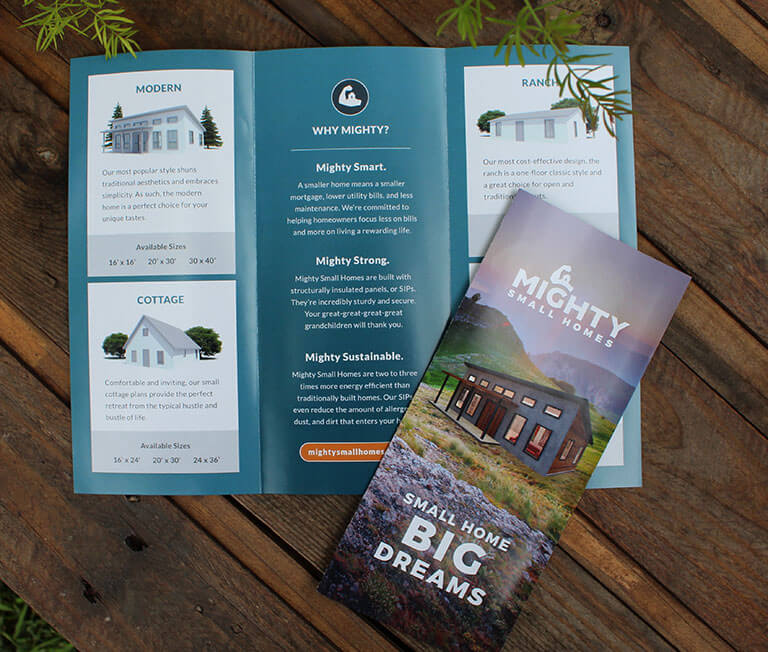 MODERN
Our most popular style shuns
traditional aesthetics and embraces
simplicity. As such, the modern
home is a perfect choice for your
unique tastes.
Available Sizes
16' x 16' 20' x 30' 30 x 40'
COTTAGE
Comfortable and inviting, our small
cottage plans provide the perfect
retreat from the typical hustle and
bustle of life.
Available Sizes
16' x 24' 20' x 30' 24 x 36'
WHY MIGHTY?
Mighty Smart.
A smaller home means a smaller
mortgage, lower utility bills, and less
maintenance. We're committed to
helping homeowners focus less on bills
and more on living a rewarding life.
Mighty Strong.
Mighty Small Homes are built with
structurally insulated panels, or SIPs.
They're incredibly sturdy and secure.
Your great-great-great-great
grandchildren will thank you.
Mighty Sustainable.
Mighty Small Homes are two to three
times more energy efficient than
traditionally built homes. Our SIPs
even reduce the amount of
dust, and dirt that enters your
mightysmallhomes
RANCH
Our most cost-effective design, the
ranch is a one-floor classic style and
a great choice for open and
MIGHTY
SMALL HOMES
SMALL HOME
BIG
DREAMS